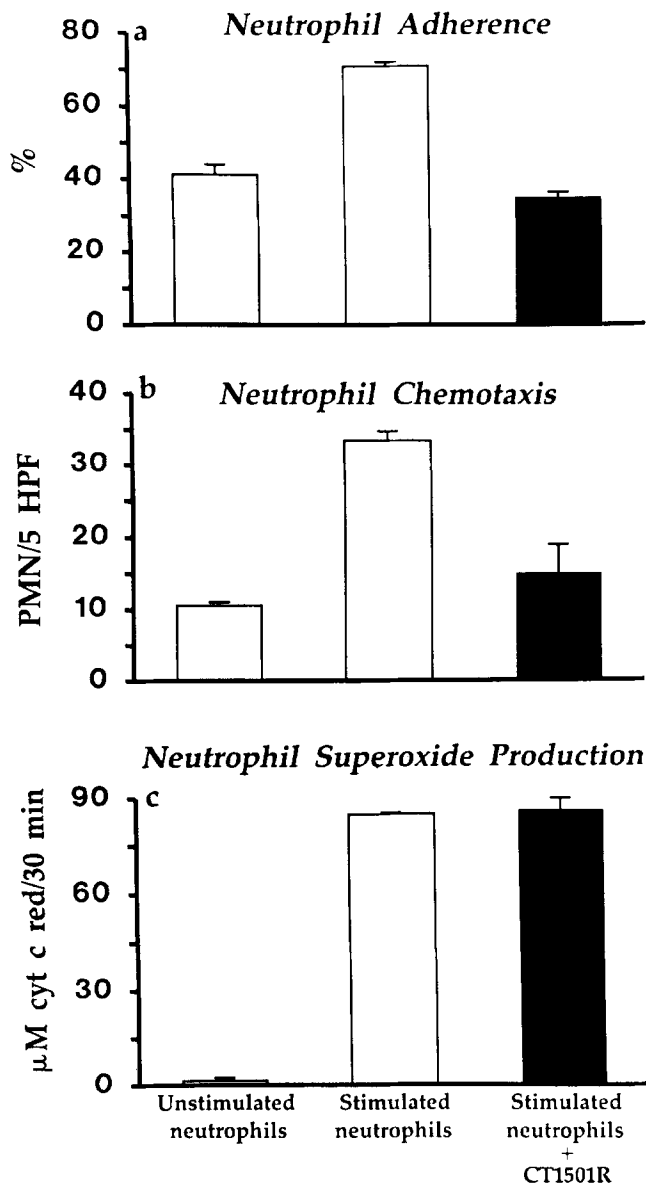 a Neutrophil Adherence
80
60
%
40
20
0
b Neutrophil Chemotaxis
40
30
PMN/5 HPF
20
10
0
Neutrophil Superoxide Production
c
90
60
μM cyt c red/30 min
30
0
Unstimulated neutrophils
Stimulated neutrophils
Stimulated neutrophils + CT1501R